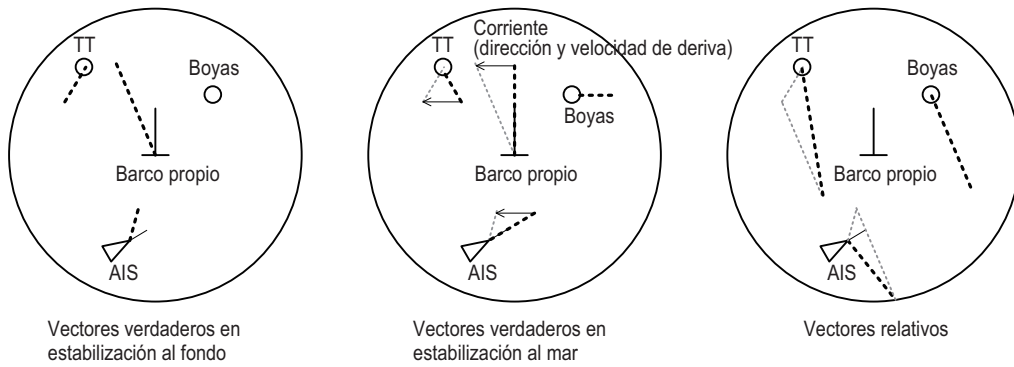 TT
Boyas
Barco propio
AIS
Vectores verdaderos en
estabilización al fondo
Corriente
(dirección y velocidad de deriva)
TT
Boyas
Barco propio
AIS
Vectores verdaderos en
estabilización al mar
TT
Boyas
Barco propio
AIS
Vectores relativos